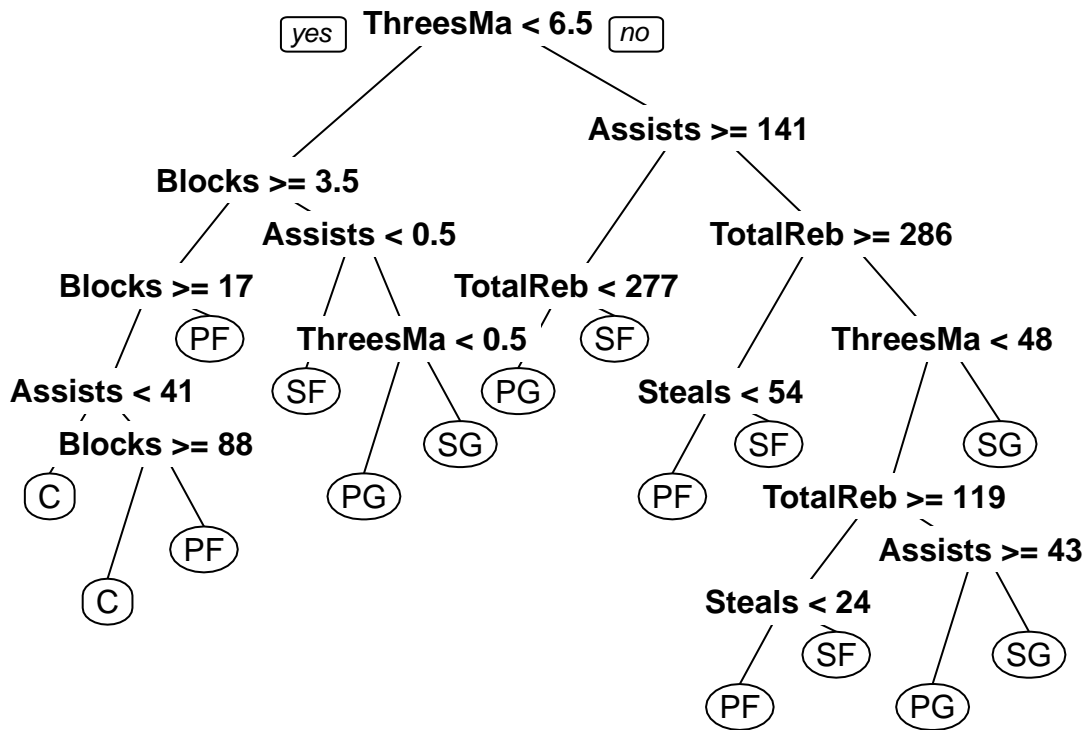 yes ThreesMa < 6.5 no
Assists >= 141
Blocks >= 3.5
Assists < 0.5 TotalReb >= 286
Blocks >= 17 TotalReb < 277
PF ThreesMa < 0.5 SF ThreesMa < 48
Assists < 41 SF PG Steals < 54
Blocks >= 88 SG SF SG
C PG PF TotalReb >= 119
PF Assists >= 43
C Steals < 24
SF SG
PF PG